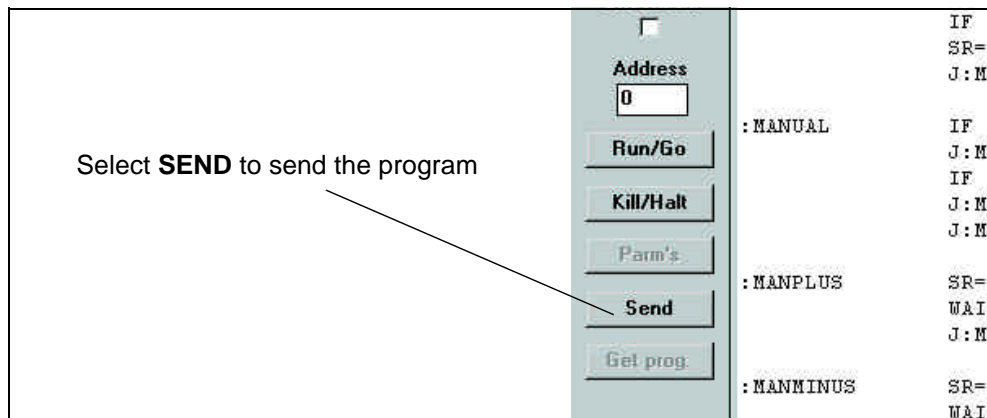 Select SEND to send the program
Address
0
Run/Go
Kill/Halt
Parm's
Send
Get prog.
IF
SR=
J:M
:MANUAL IF
J:M
IF
J:M
J:M
:MANPLUS SR=
WAI
J:M
:MANMINUS SR=
WAI